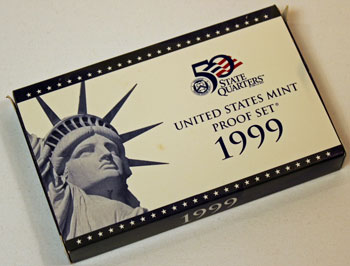 50
STATE
QUARTERS
UNITED STATES MINT
PROOF SET®
1999
1999